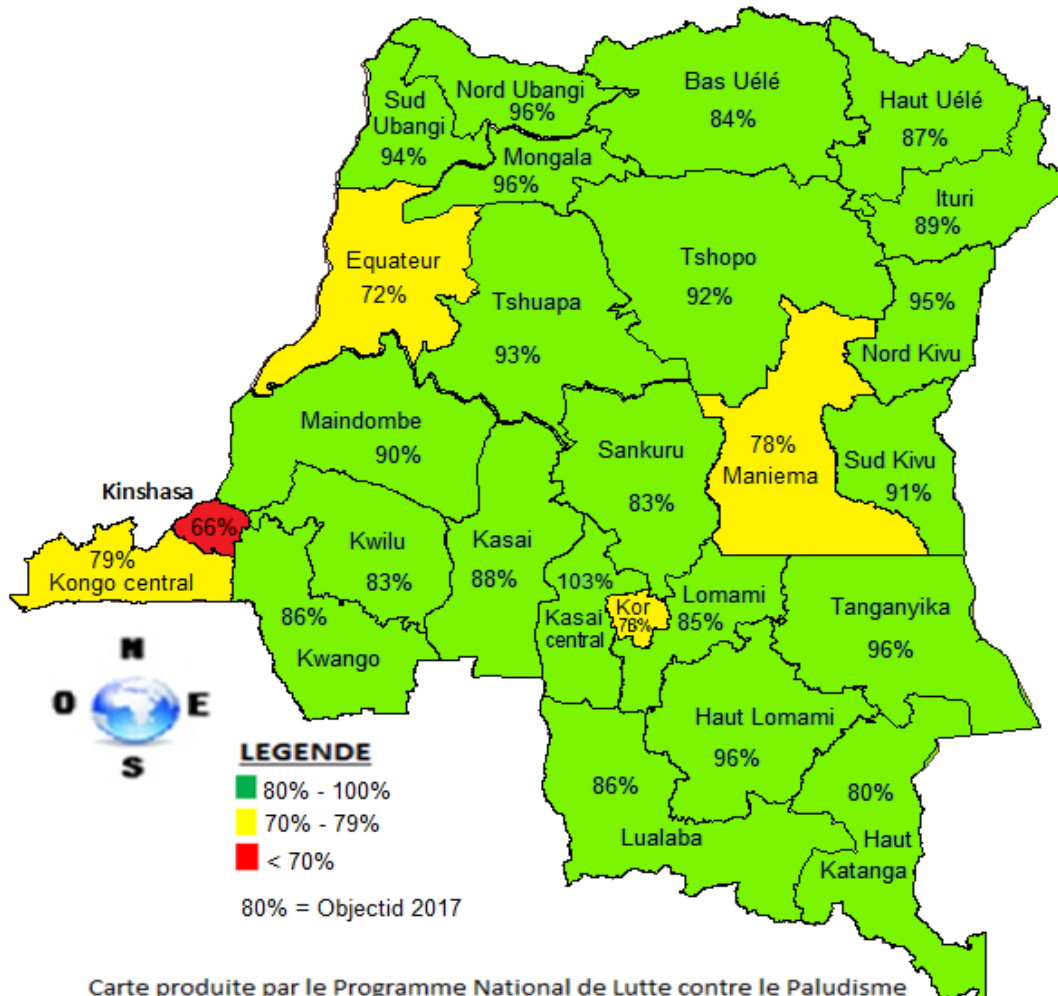 Bas Uélé
84%
Nord Ubangi
96%
Haut Uélé
87%
Sud
Ubangi
94%
Mongala
96%
Ituri
89%
Equateur
72%
Tshopo
92%
Tshuapa
93%
95%
Nord Kivu
Maindombe
90%
Sankuru
83%
78%
Maniema
Sud Kivu
91%
Kinshasa
66%
Kwilu
83%
Kasai
88%
79%
Kongo central
103%
Kasai
central
Kor
78%
Lomami
85%
Tanganyika
96%
86%
Kwango
N
O
E
S
Haut Lomami
96%
86%
Lualaba
80%
Haut
Katanga
LEGENDE
80% - 100%
70% - 79%
< 70%
80% = Objectid 2017
Carte produite par le Programme National de Lutte contre le Paludisme